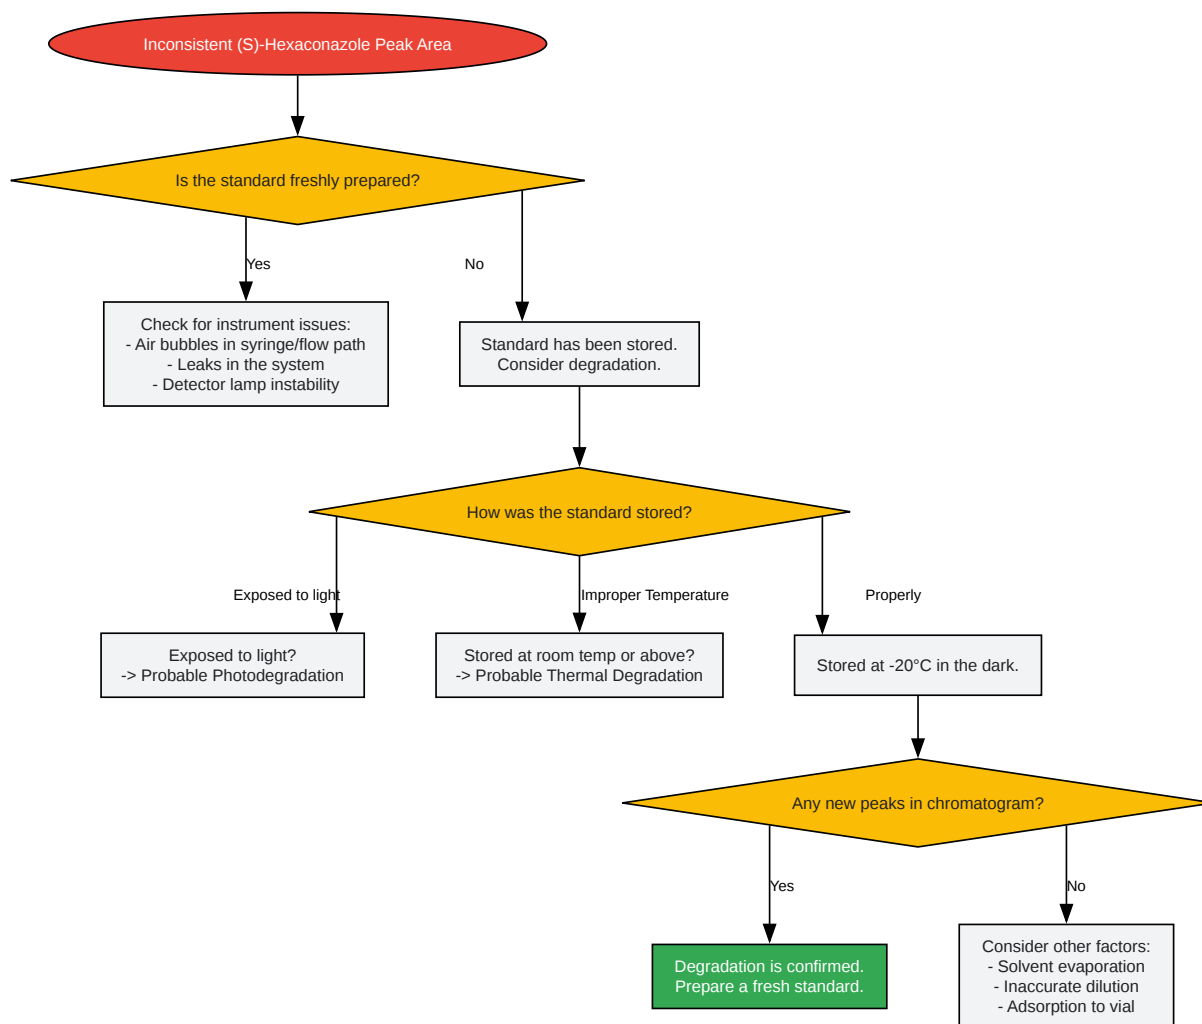 Inconsistent (S)-Hexaconazole Peak Area
Is the standard freshly prepared?
Yes
No
Check for instrument issues:
- Air bubbles in syringe/flow path
- Leaks in the system
- Detector lamp instability
Standard has been stored.
Consider degradation.
How was the standard stored?
Exposed to light
Improper Temperature
Properly
Exposed to light?
-> Probable Photodegradation
Stored at room temp or above?
-> Probable Thermal Degradation
Stored at -20°C in the dark.
Any new peaks in chromatogram?
Yes
No
Degradation is confirmed.
Prepare a fresh standard.
Consider other factors:
- Solvent evaporation
- Inaccurate dilution
- Adsorption to vial